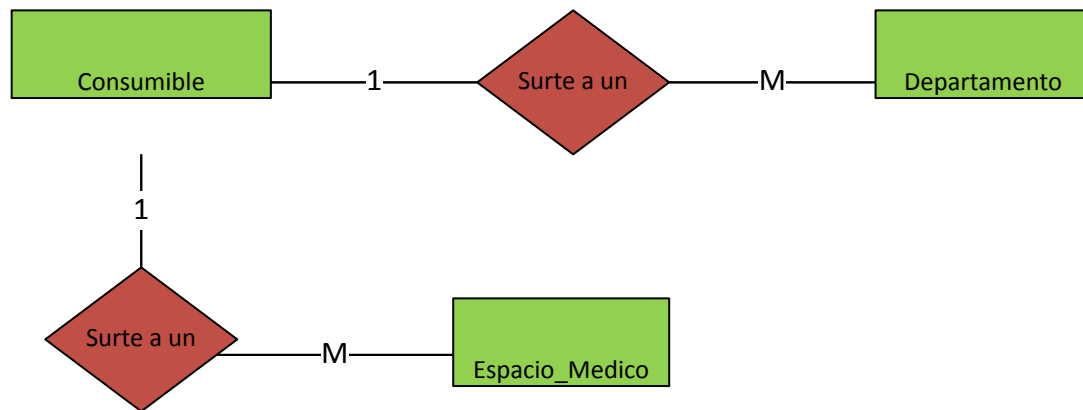 Consumible
1
Surte a un
M
Departamento
1
Surte a un
M
Espacio_Medico